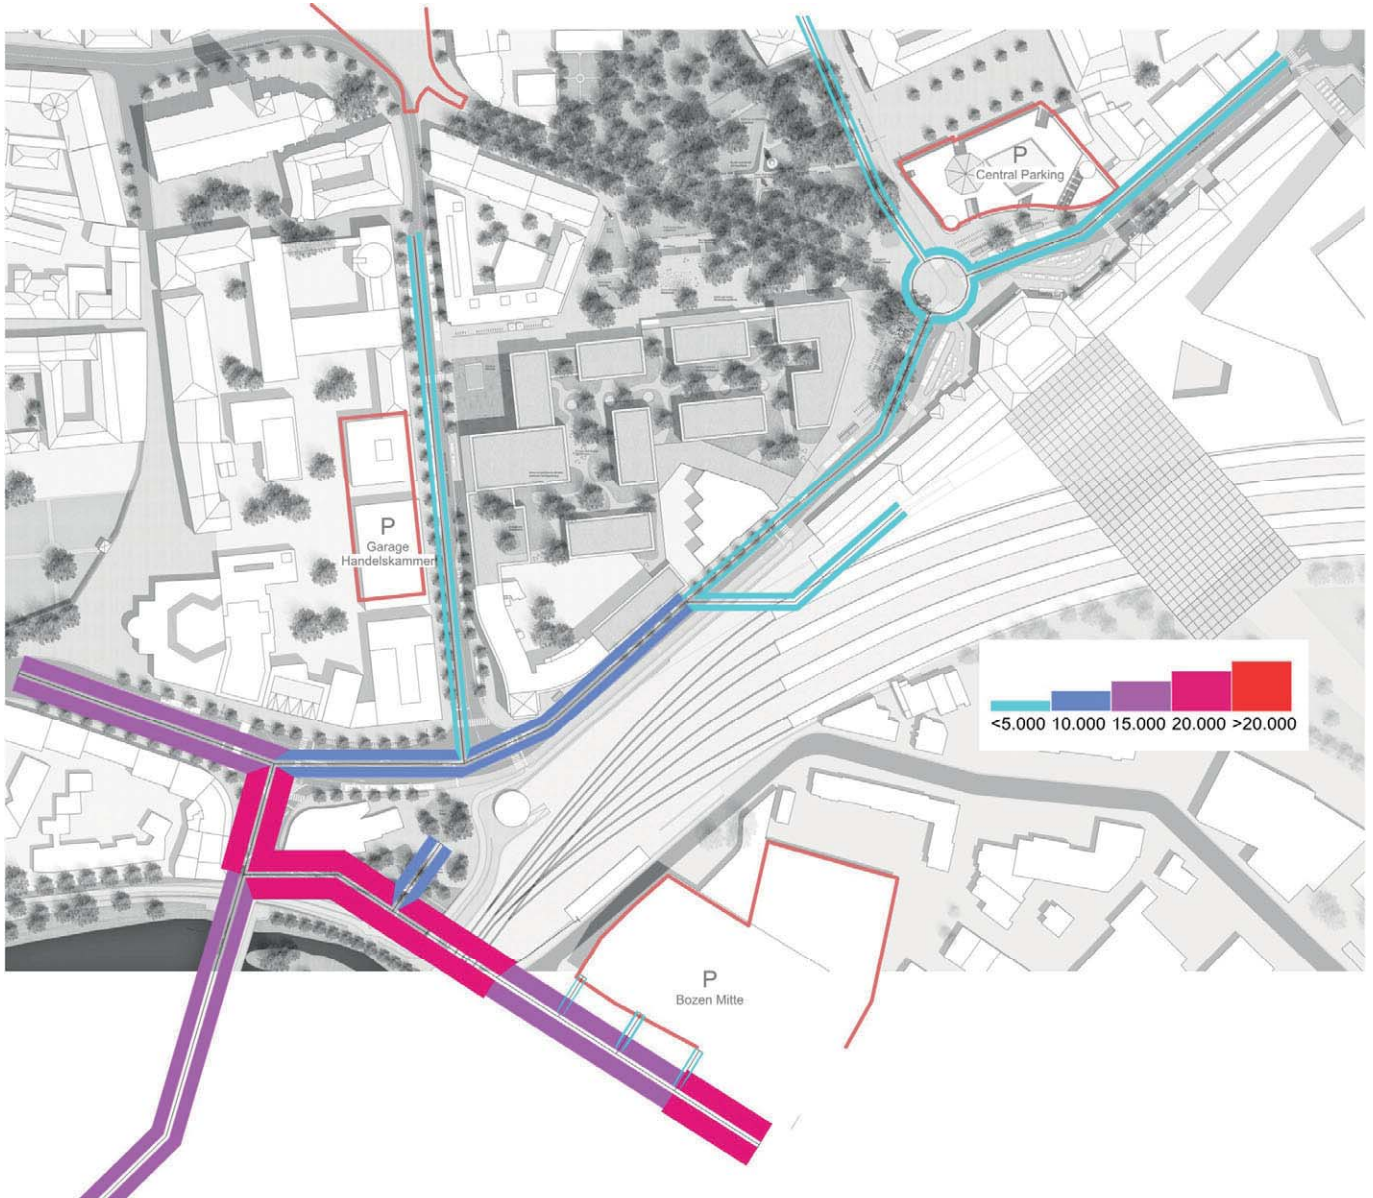 P
Central Parking
P
Garage
Handelskammer
<5.000 10.000 15.000 20.000 >20.000
P
Bozen Mitte